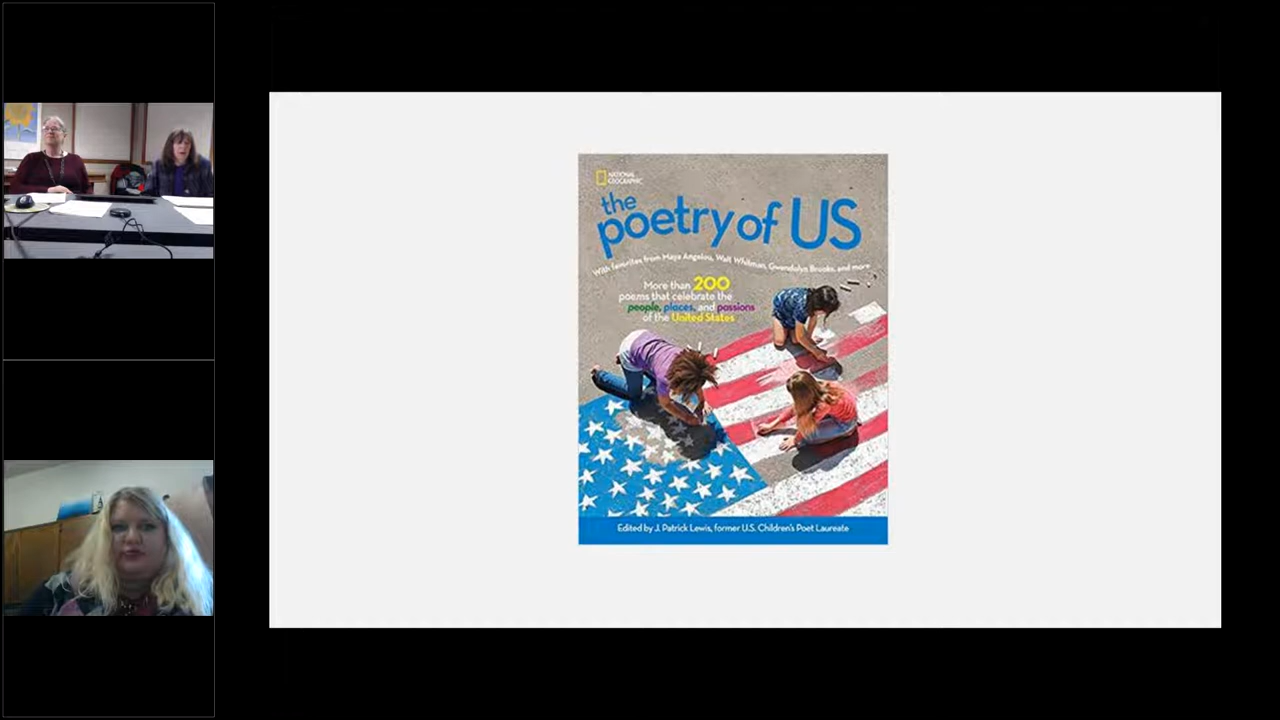 NATIONAL
GEOGRAPHIC
the
poetry of US
With favorites from Maya Angelou, Walt Whitman, Gwendolyn Brooks, and more
More than 200
poems that celebrate the
people, places, and passions
of the United States
Edited by J. Patrick Lewis, former U.S. Children's Poet Laureate